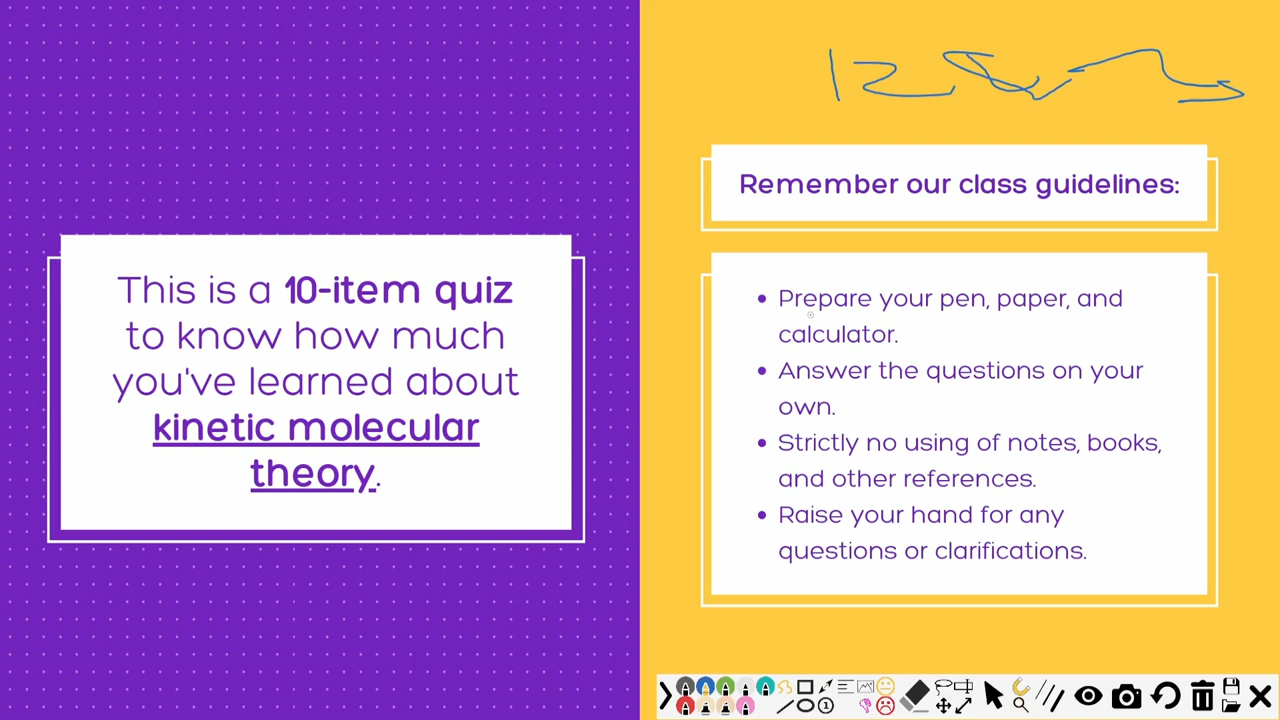 This is a 10-item quiz
to know how much
you've learned about
kinetic molecular
theory.
Remember our class guidelines:
• Prepare your pen, paper, and
calculator.
• Answer the questions on your
own.
• Strictly no using of notes, books,
and other references.
• Raise your hand for any
questions or clarifications.